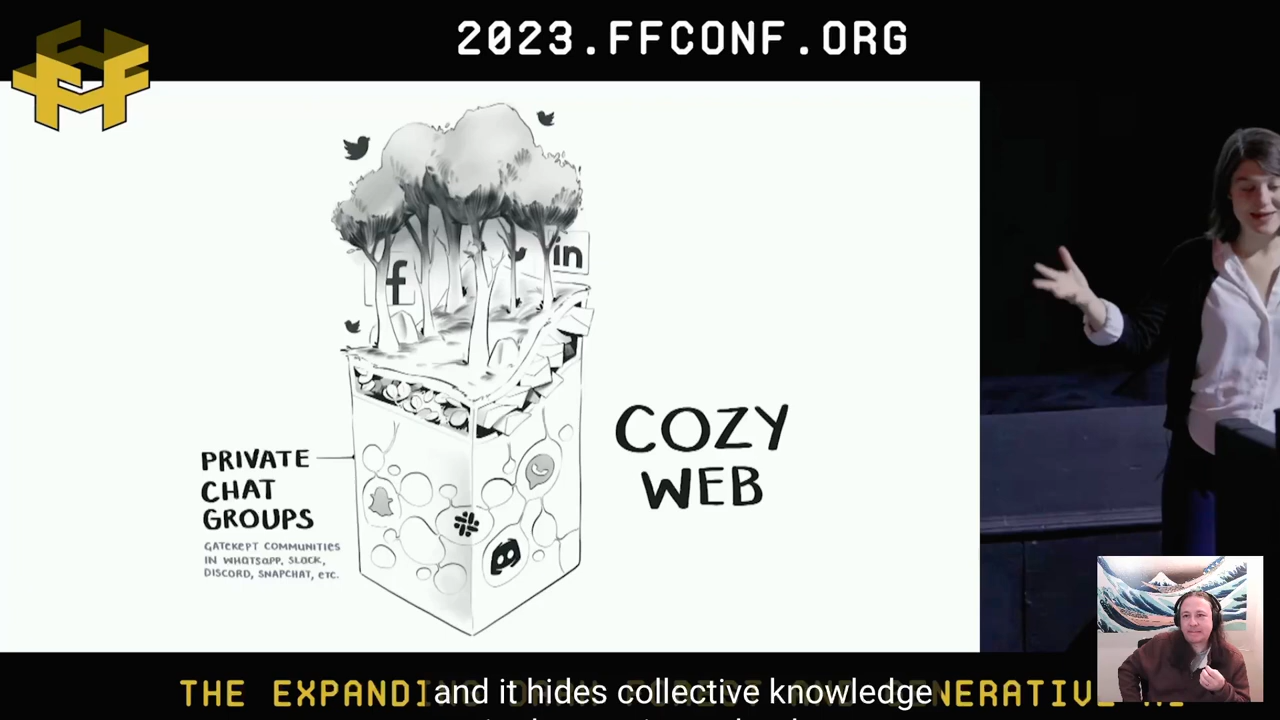 2023.FFCONF.ORG
f
in
COZY
WEB
PRIVATE
CHAT
GROUPS
GATEKEPT COMMUNITIES
IN WHATSAPP, SLACK,
DISCORD, SNAPCHAT, ETC.
THE EXPANDI
and it hides collective knowledge